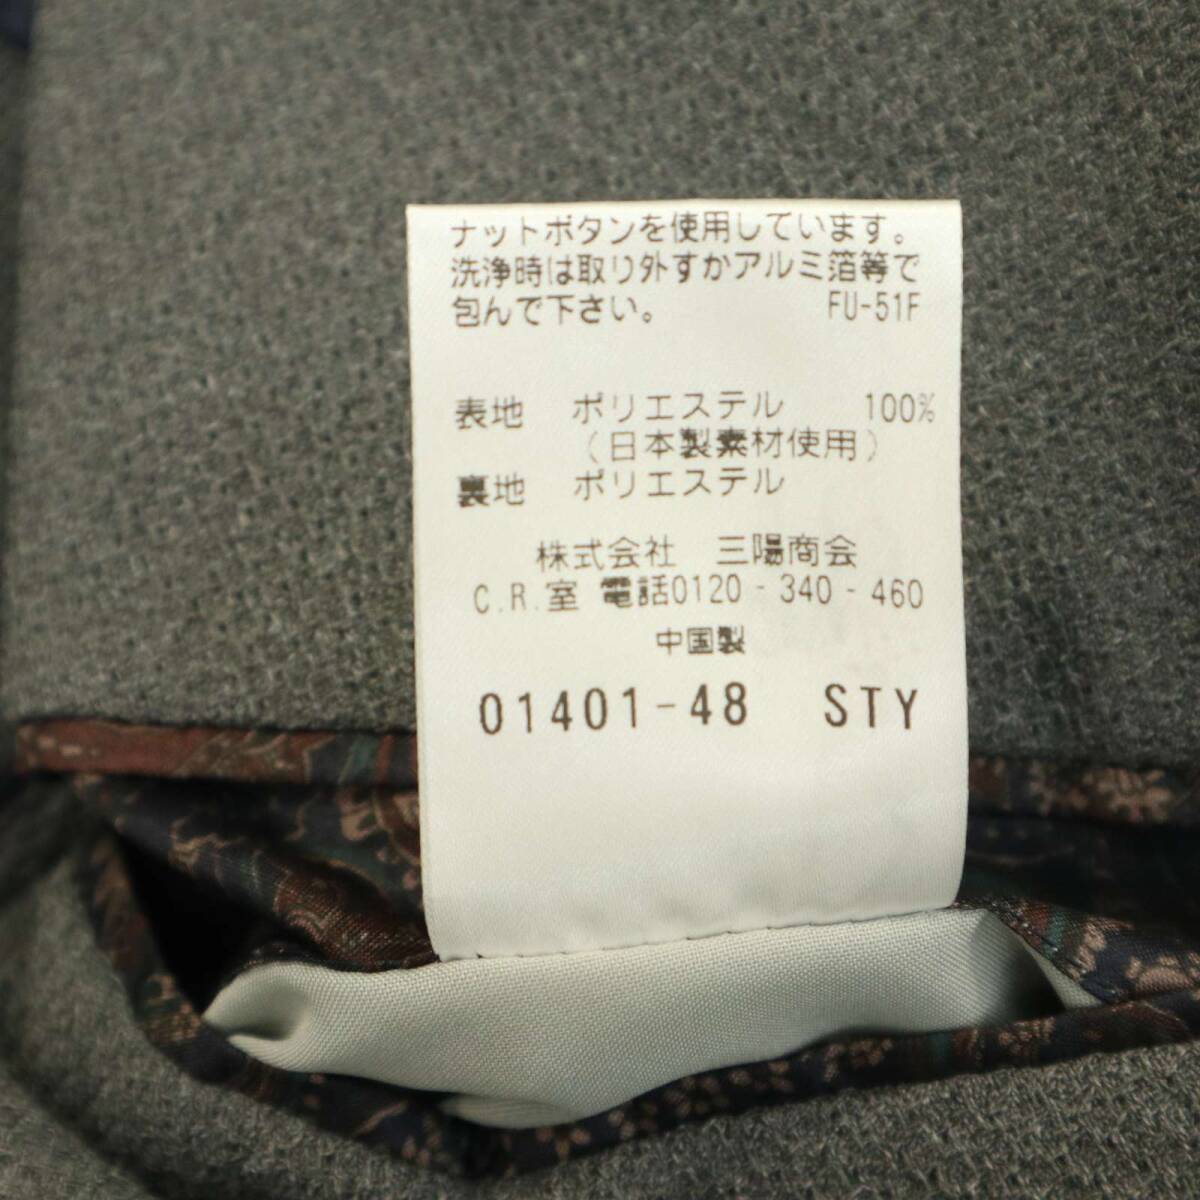 ナットボタンを使用しています。
洗浄時は取り外すかアルミ箔等で
包んで下さい。 FU-51F
表地 ポリエステル 100%
(日本製素材使用)
裏地 ポリエステル
株式会社 三陽商会
C.R.室 電話0120-340-460
中国製
01401-48 STY